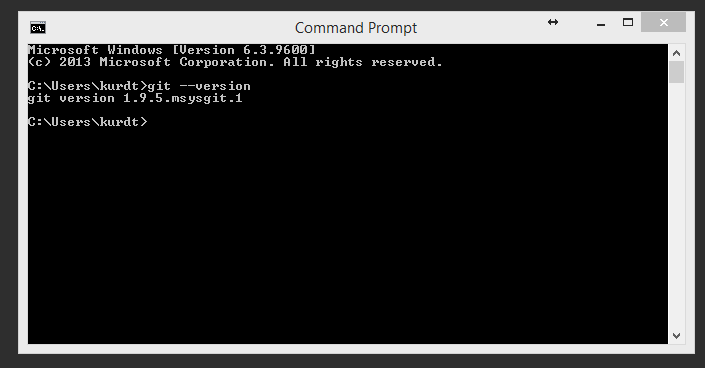 Command Prompt
Microsoft Windows [Version 6.3.9600]
(c) 2013 Microsoft Corporation. All rights reserved.
C:\Users\kurdt>git --version
git version 1.9.5.msysgit.1
C:\Users\kurdt>